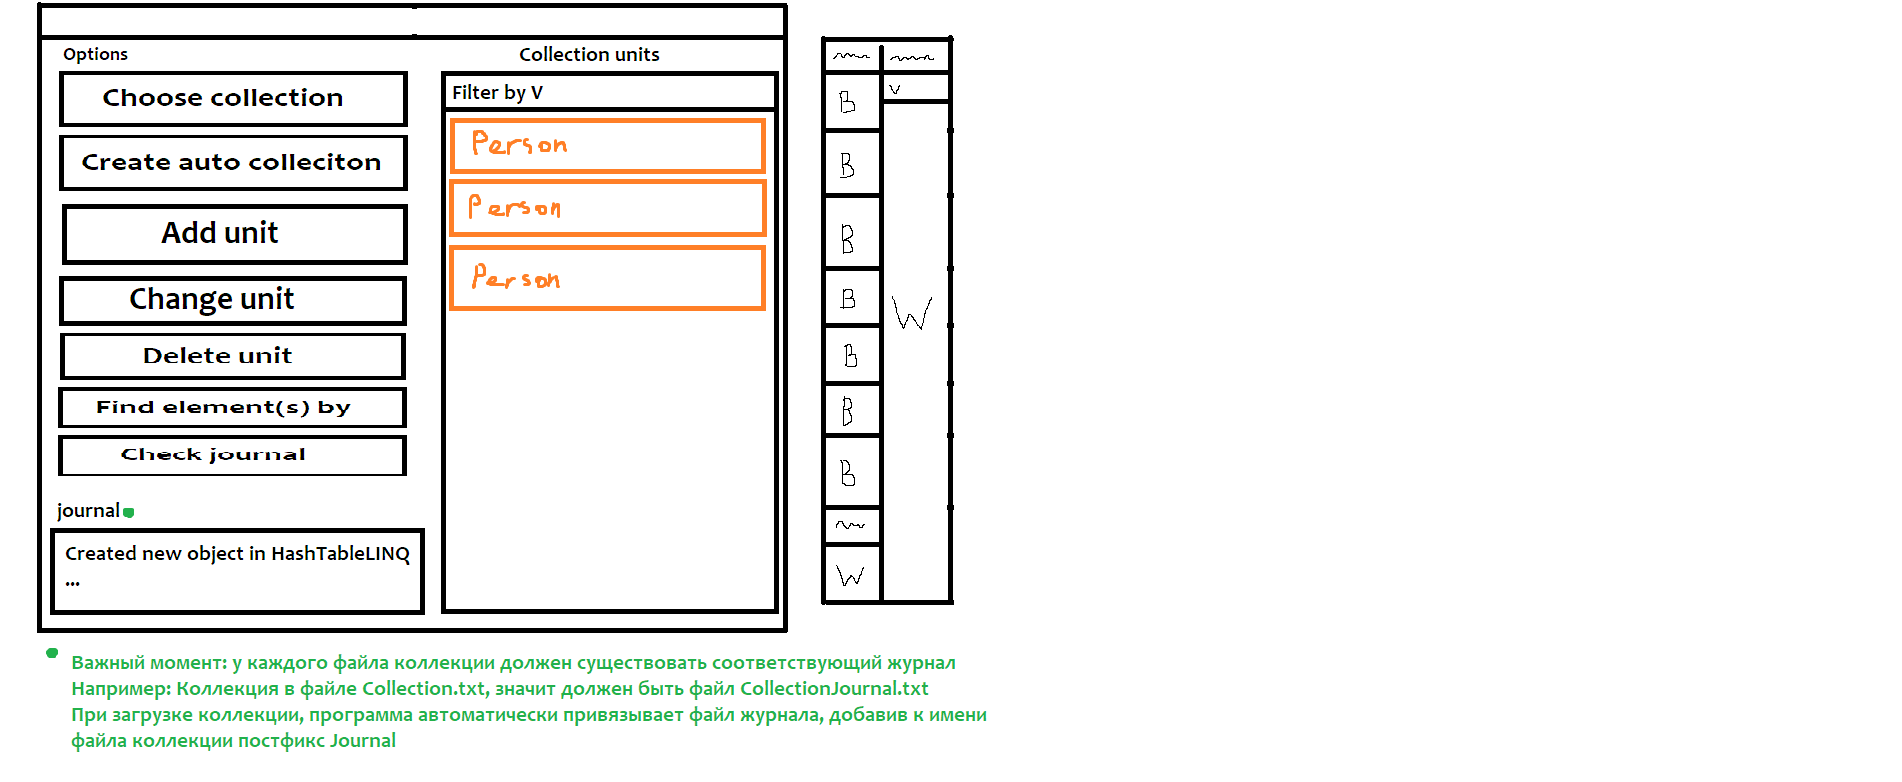 Options
Choose collection
Create auto colleciton
Add unit
Change unit
Delete unit
Find element(s) by
Check journal
journal
Created new object in HashTableLINQ
...
Collection units
Filter by V
Person
Person
Person
B
B
B
B
B
B
B
W
v
W
Важный момент: у каждого файла коллекции должен существовать соответствующий журнал
Например: Коллекция в файле Collection.txt, значит должен быть файл CollectionJournal.txt
При загрузке коллекции, программа автоматически привязывает файл журнала, добавив к имени
файла коллекции постфикс Journal